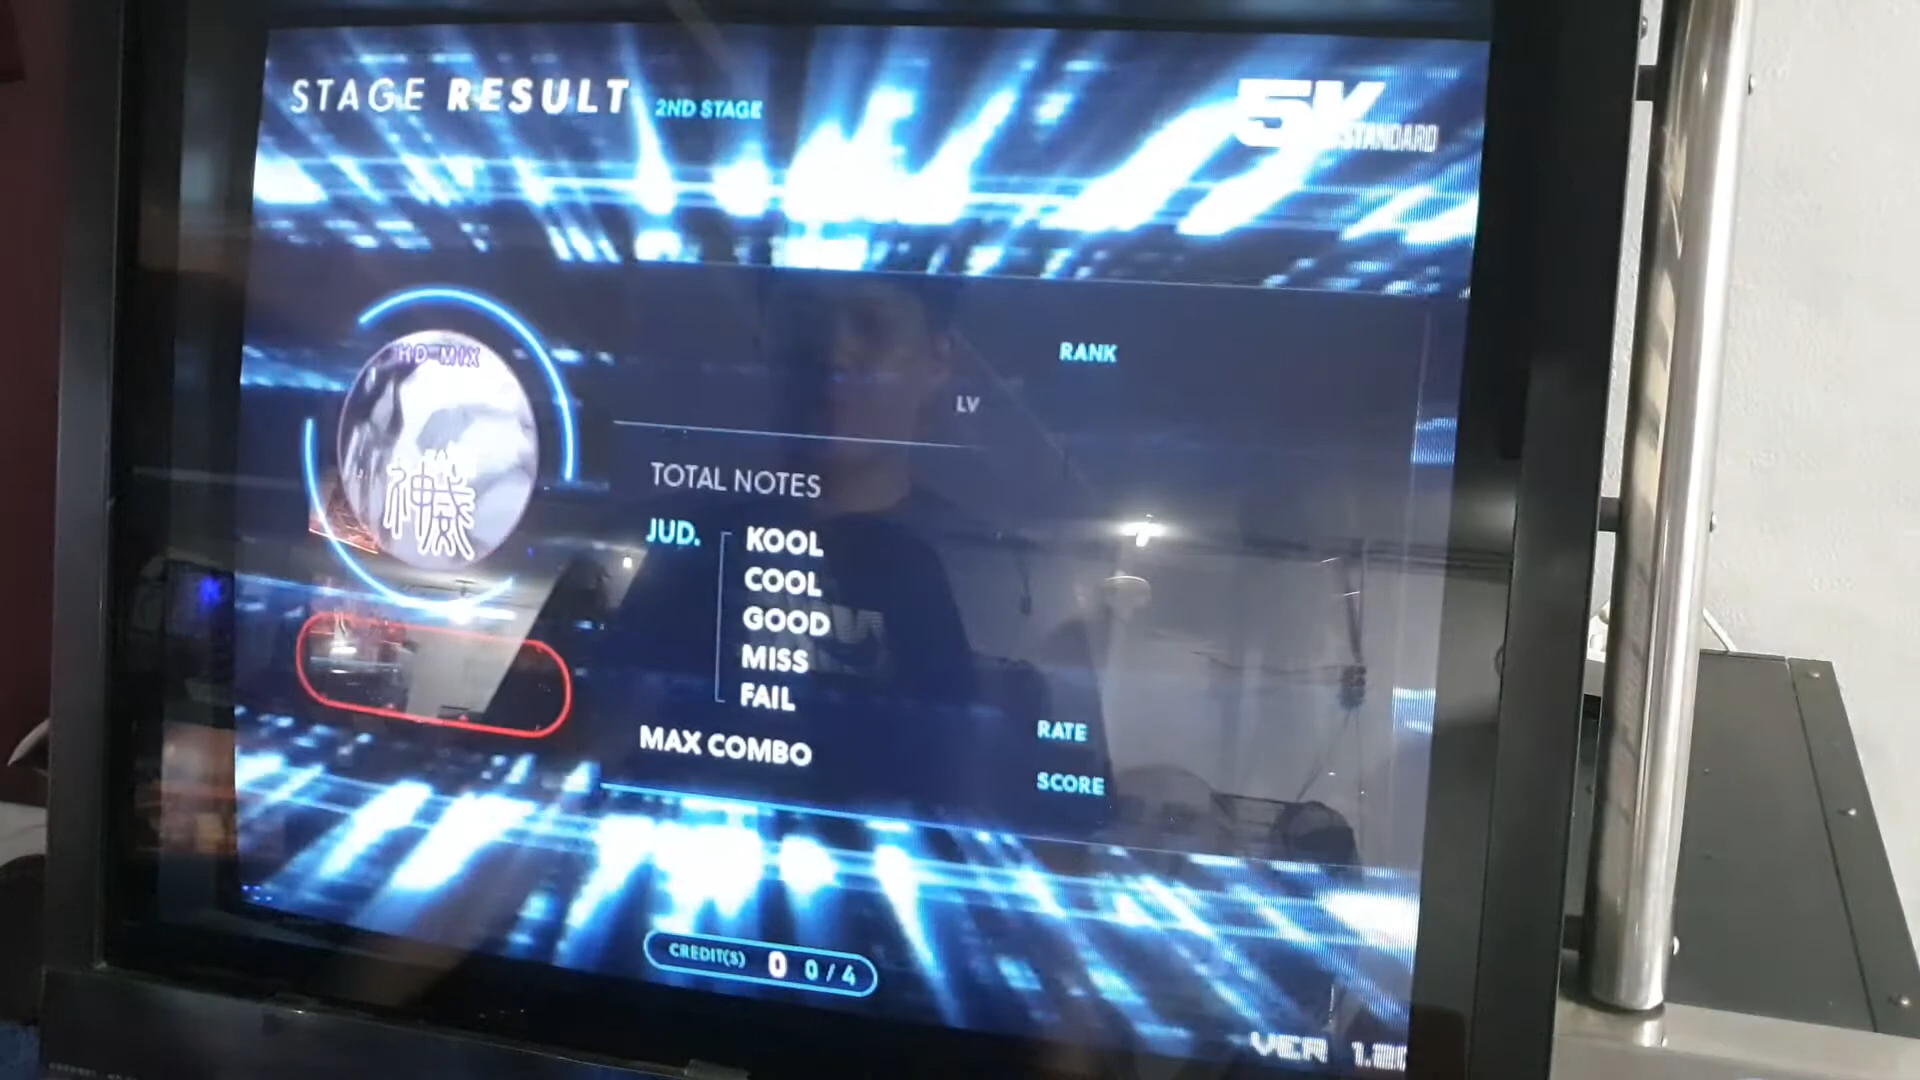 STAGE RESULT 2ND STAGE
5K STANDARD
HD MIX
神威
RANK
LV
TOTAL NOTES
JUD.
KOOL
COOL
GOOD
MISS
FAIL
MAX COMBO
RATE
SCORE
CREDIT(S) 0 0 / 4
VER